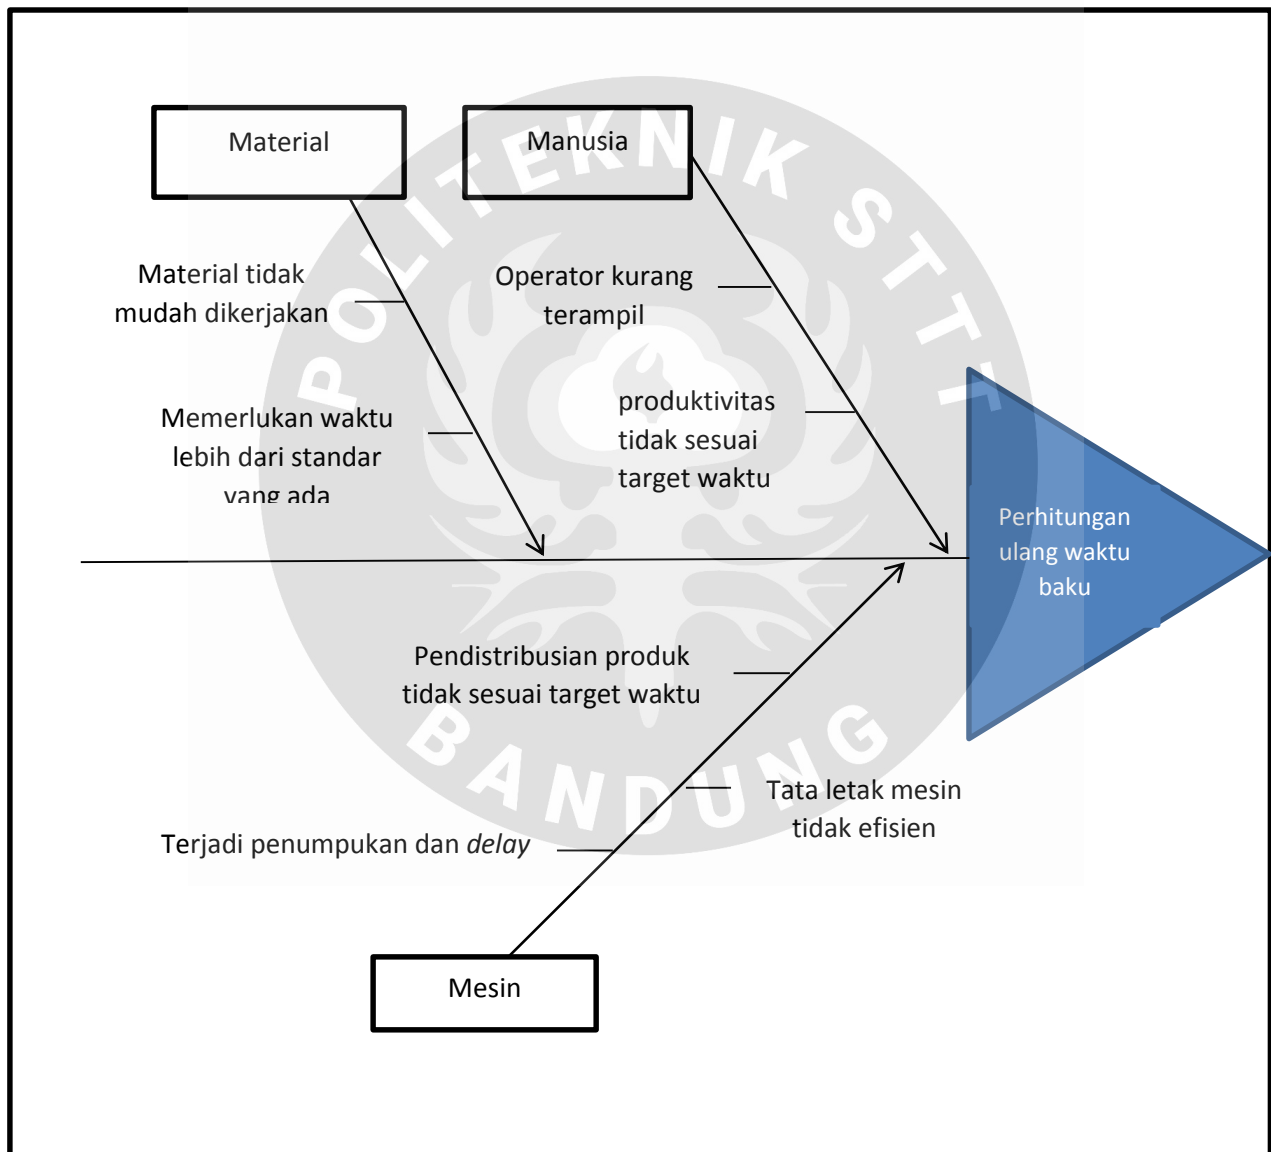 Material
Manusia
Material tidak
mudah dikerjakan
Operator kurang
terampil
Memerlukan waktu
lebih dari standar
yang ada
produktivitas
tidak sesuai
target waktu
Perhitungan
ulang waktu
baku
Pendistribusian produk
tidak sesuai target waktu
Tata letak mesin
tidak efisien
Terjadi penumpukan dan delay
Mesin
POLITEKNIK STTT
BANDUNG